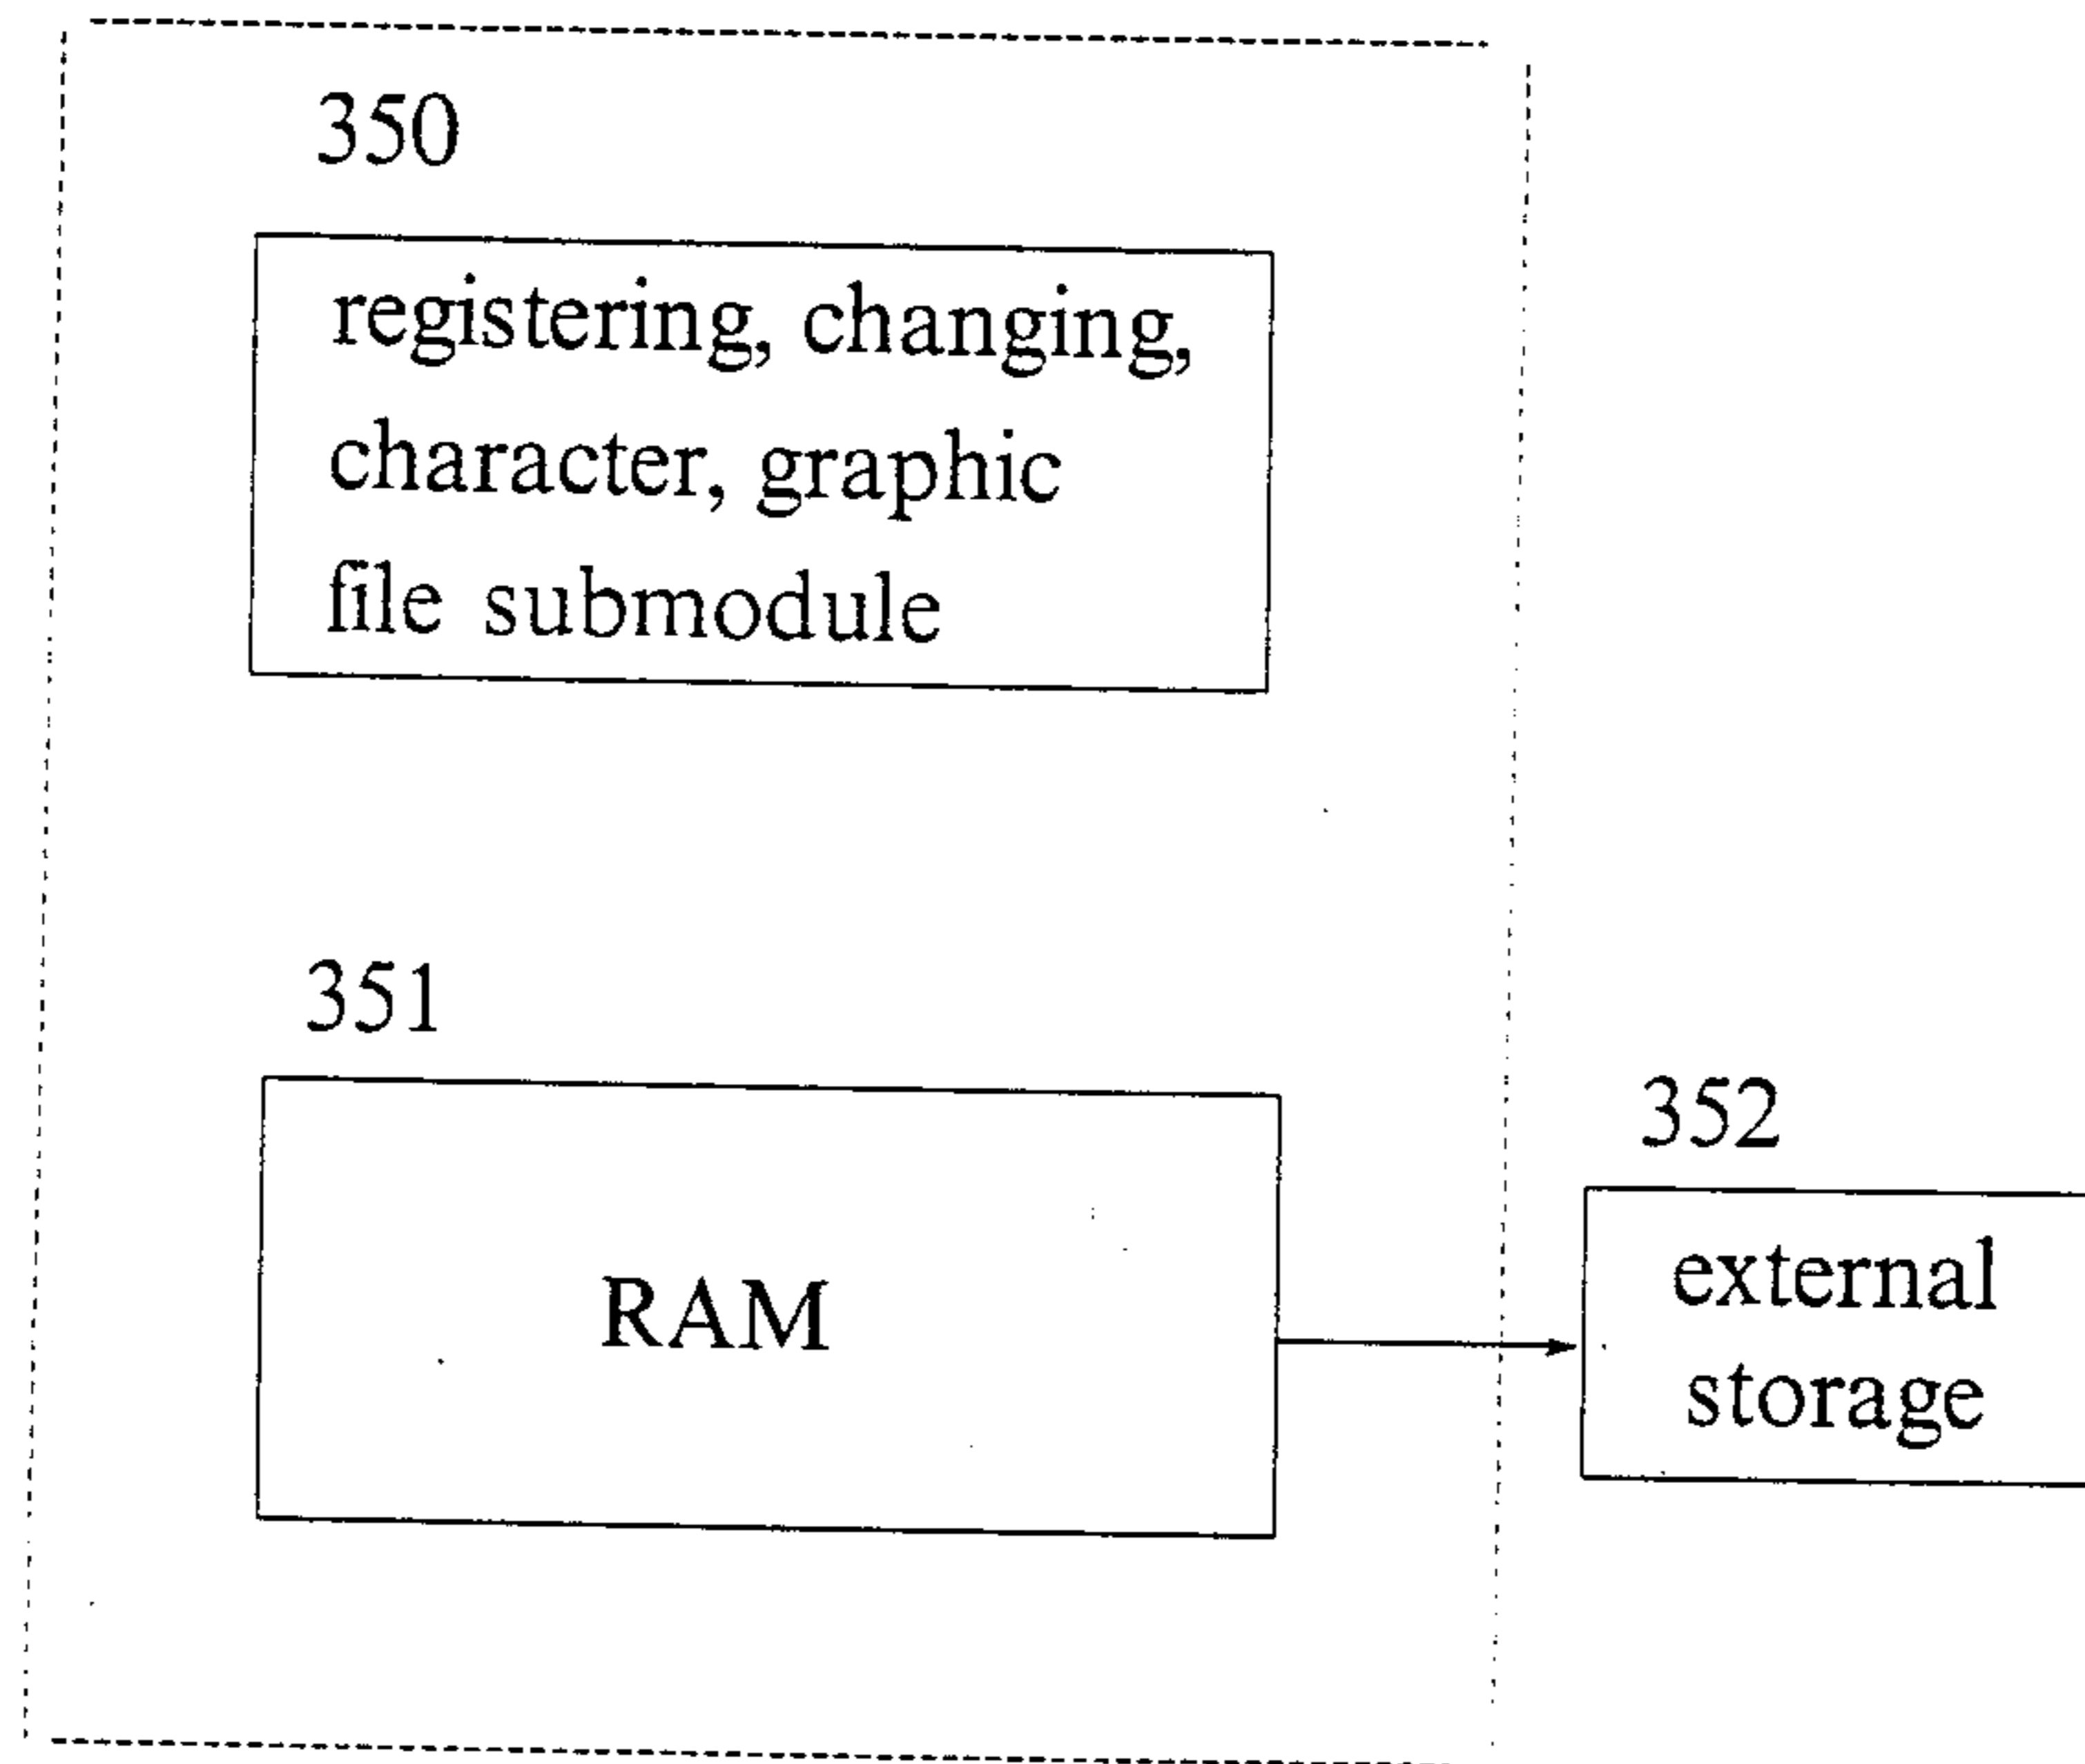 350
registering, changing,
character, graphic
file submodule
351
RAM
352
external
storage